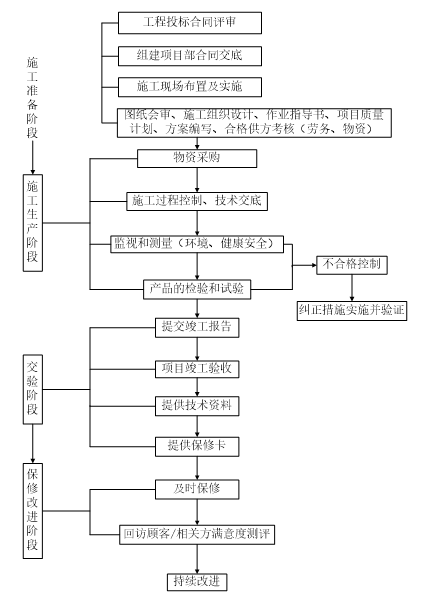 施工准备阶段
工程投标合同评审
组建项目部合同交底
施工现场布置及实施
图纸会审、施工组织设计、作业指导书、项目质量
计划、方案编写、合格供方考核（劳务、物资）
施工生产阶段
物资采购
施工过程控制、技术交底
监视和测量（环境、健康安全）
产品的检验和试验
不合格控制
纠正措施实施并验证
交验阶段
提交竣工报告
项目竣工验收
提供技术资料
提供保修卡
保修改进阶段
及时保修
回访顾客/相关方满意度测评
持续改进